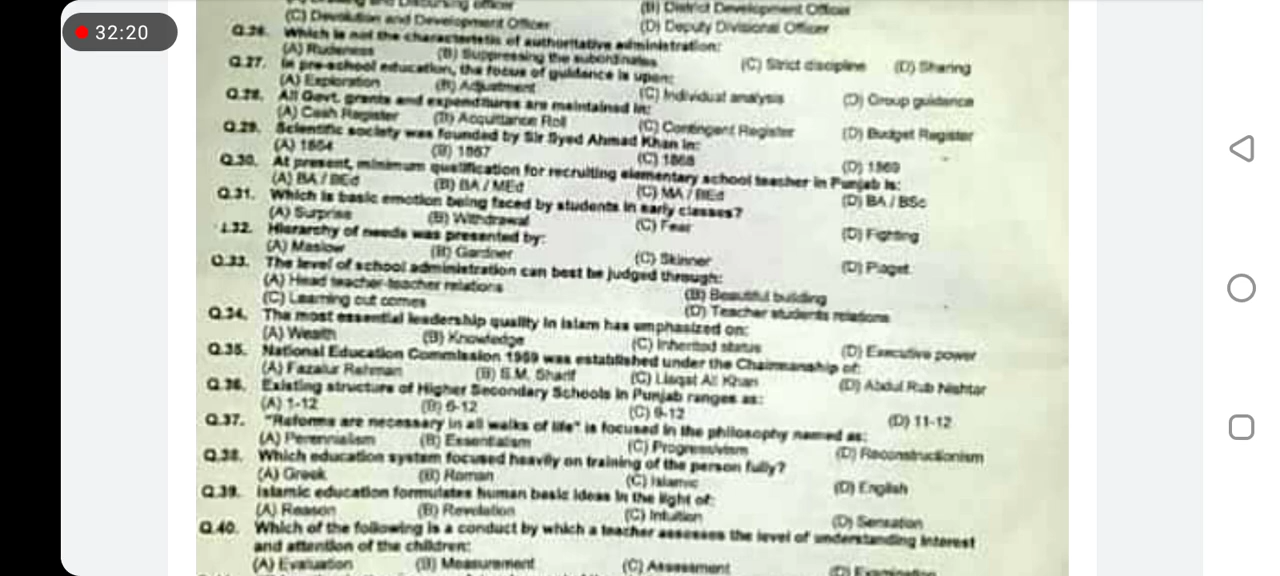 32:20
Disbursing officer (B) District Development Officer
(C) Devolution and Development Officer (D) Deputy Divisional Officer
Q.26. Which is not the characteristis of authoritative administration:
(A) Rudeness (B) Suppressing the subordinates (C) Strict discipline (D) Sharing
Q.27. In pre-school education, the focus of guidance is upon:
(A) Exploration (B) Adjustment (C) Individual analysis (D) Group guidance
Q.28. All Govt. grants and expenditures are maintained in:
(A) Cash Register (B) Acquittance Roll (C) Contingent Register (D) Budget Register
Q.29. Scientific society was founded by Sir Syed Ahmad Khan in:
(A) 1864 (B) 1867 (C) 1868 (D) 1869
Q.30. At present, minimum qualification for recruiting elementary school teacher in Punjab is:
(A) BA / BEd (B) BA / MEd (C) MA / BEd (D) BA / BSc
Q.31. Which is basic emotion being faced by students in early classes?
(A) Surprise (B) Withdrawal (C) Fear (D) Fighting
.32. Hierarchy of needs was presented by:
(A) Maslow (B) Gardner (C) Skinner (D) Piaget
Q.33. The level of school administration can best be judged through:
(A) Head teacher-teacher relations (B) Beautiful building
(C) Learning out comes (D) Teacher students relations
Q.34. The most essential leadership quality in Islam has emphasized on:
(A) Wealth (B) Knowledge (C) Inherited status (D) Executive power
Q.35. National Education Commission 1959 was established under the Chairmanship of:
(A) Fazalur Rehman (B) S.M. Sharif (C) Liaqat Ali Khan (D) Abdul Rub Nishtar
Q.36. Existing structure of Higher Secondary Schools in Punjab ranges as:
(A) 1-12 (B) 6-12 (C) 9-12 (D) 11-12
Q.37. "Reforms are necessary in all walks of life" is focused in the philosophy named as:
(A) Perennialism (B) Essentialism (C) Progressivism (D) Reconstructionism
Q.38. Which education system focused heavily on training of the person fully?
(A) Greek (B) Roman (C) Islamic (D) English
Q.39. Islamic education formulates human basic ideas in the light of:
(A) Reason (B) Revelation (C) Intuition (D) Sensation
Q.40. Which of the following is a conduct by which a teacher assesses the level of understanding interest
and attention of the children:
(A) Evaluation (B) Measurement (C) Assessment (D) Examination